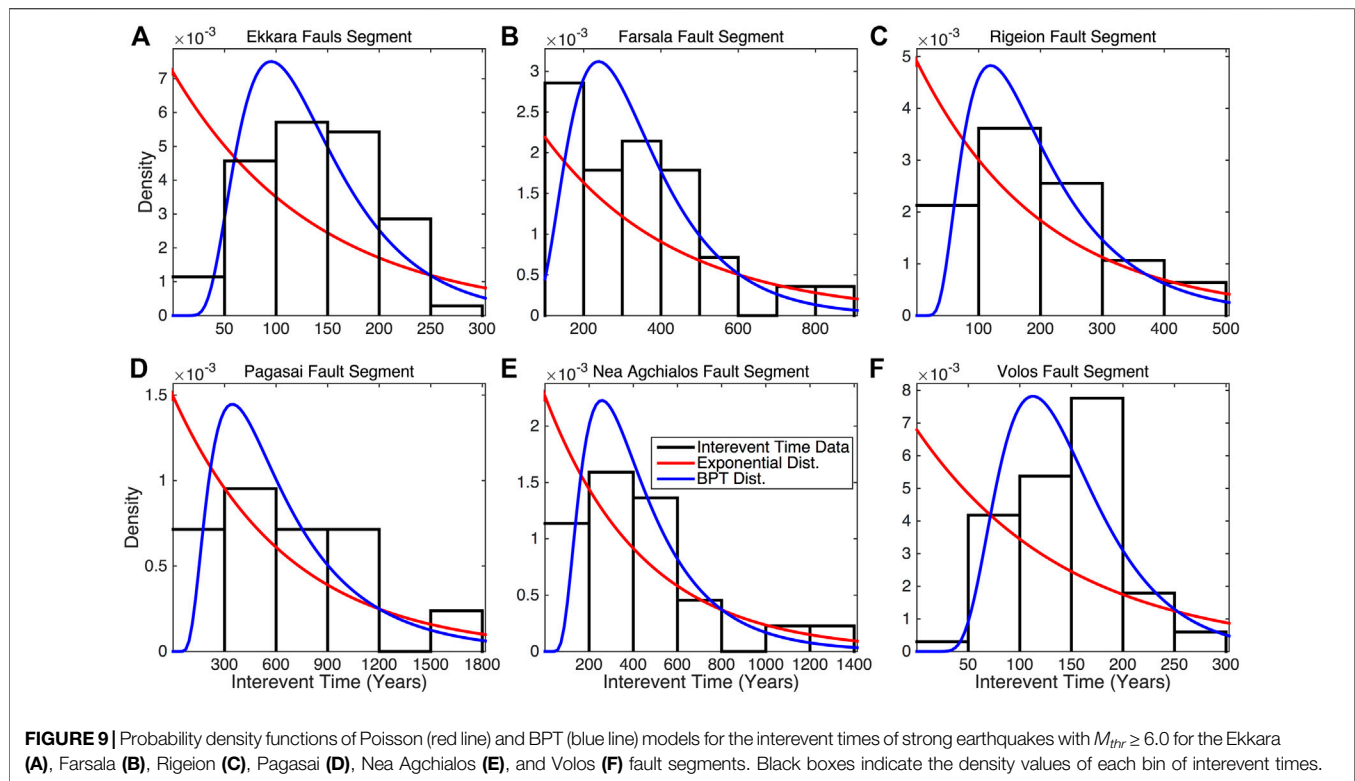 A
Ekkara Fauls Segment
×10⁻³
7
6
5
4
3
2
1
0
50 100 150 200 250 300
Density
B
Farsala Fault Segment
×10⁻³
3
2.5
2
1.5
1
0.5
0
200 400 600 800
C
Rigeion Fault Segment
5 ×10⁻³
4
3
2
1
0
100 200 300 400 500
D
Pagasai Fault Segment
×10⁻³
1.5
1
0.5
0
300 600 900 1200 1500 1800
Density
Interevent Time (Years)
E
Nea Agchialos Fault Segment
×10⁻³
2
1.5
1
0.5
0
200 400 600 800 1000 1200 1400
Interevent Time (Years)
Interevent Time Data
Exponential Dist.
BPT Dist.
F
Volos Fault Segment
8 ×10⁻³
7
6
5
4
3
2
1
0
50 100 150 200 250 300
Interevent Time (Years)
FIGURE 9 | Probability density functions of Poisson (red line) and BPT (blue line) models for the interevent times of strong earthquakes with Mthr ≥ 6.0 for the Ekkara
(A), Farsala (B), Rigeion (C), Pagasai (D), Nea Agchialos (E), and Volos (F) fault segments. Black boxes indicate the density values of each bin of interevent times.